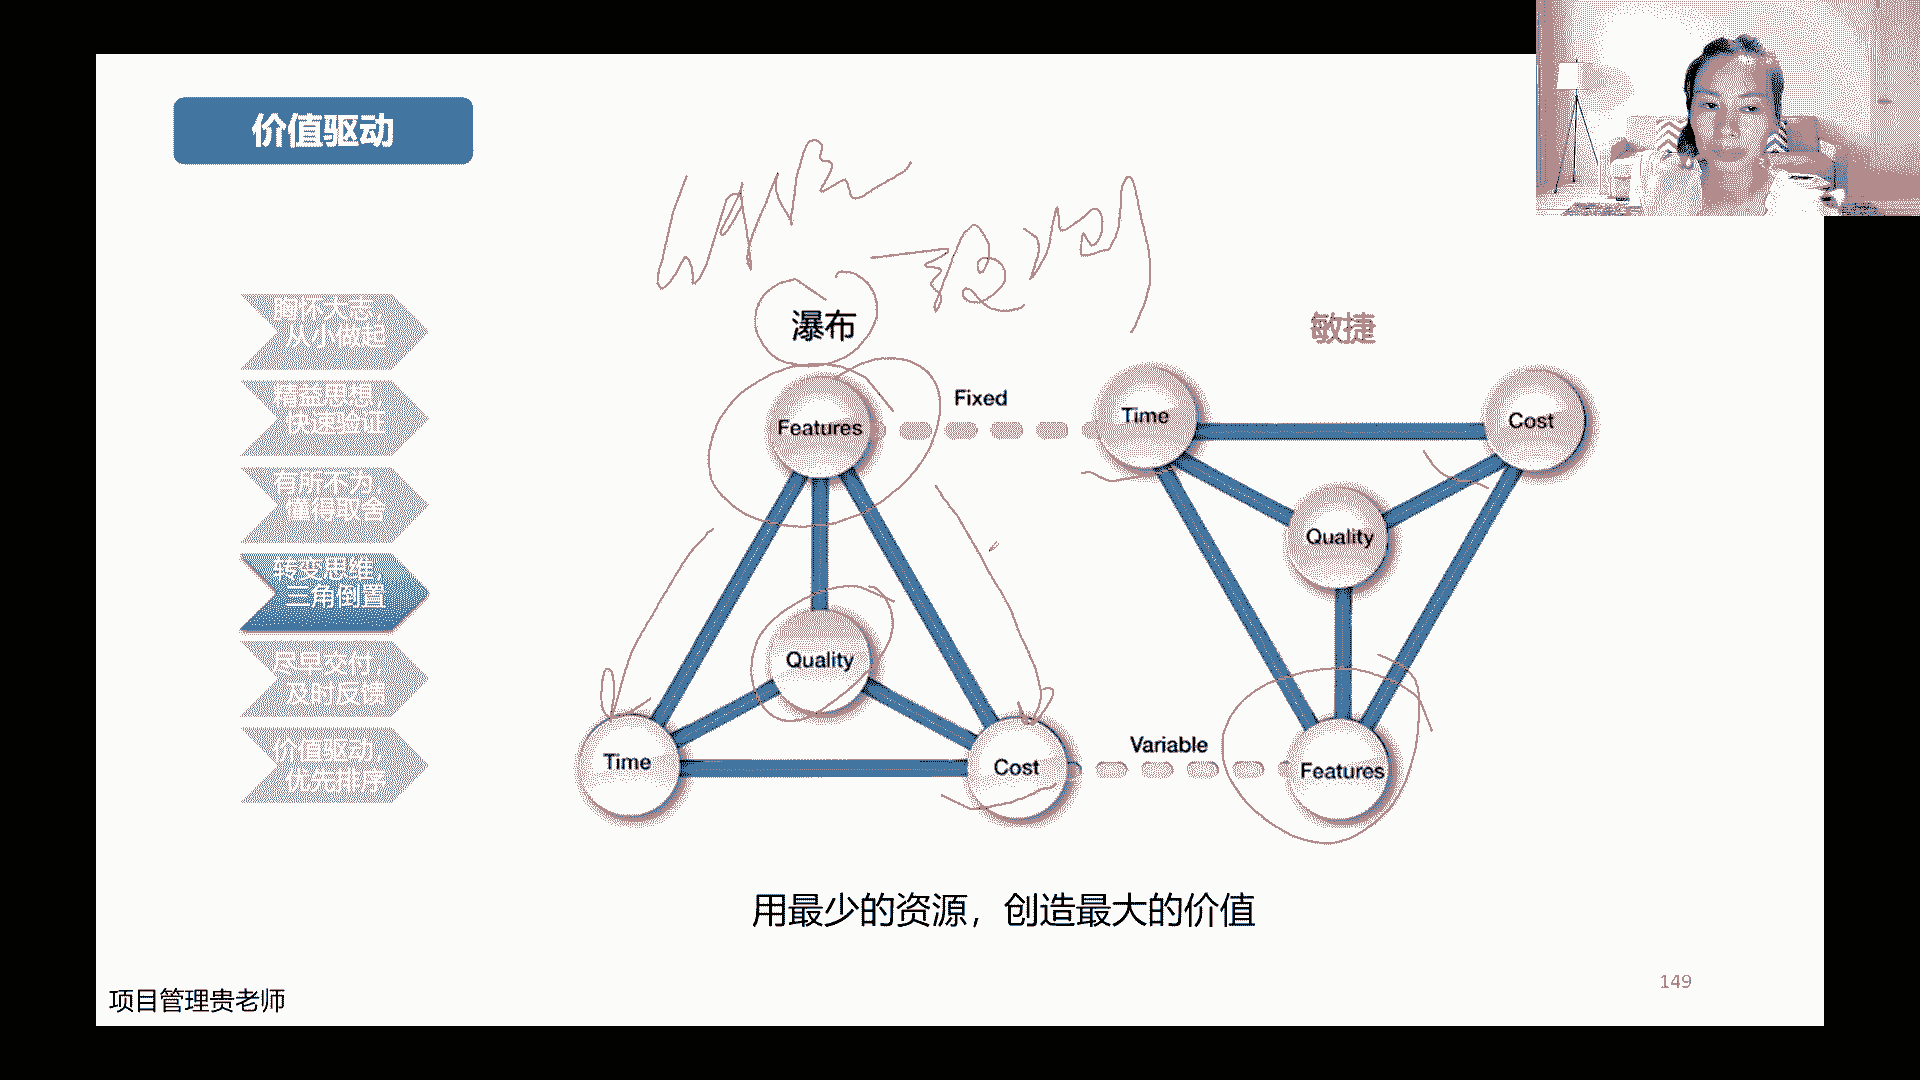 价值驱动
胸怀大志
从小做起
精益思想
快速验证
有所不为
懂得取舍
转变思维
三角倒置
尽早交付
及时反馈
价值驱动
优先排序
瀑布
敏捷
Fixed
Features
Time
Cost
Quality
Quality
Variable
Time
Cost
Features
用最少的资源，创造最大的价值
149
项目管理贵老师